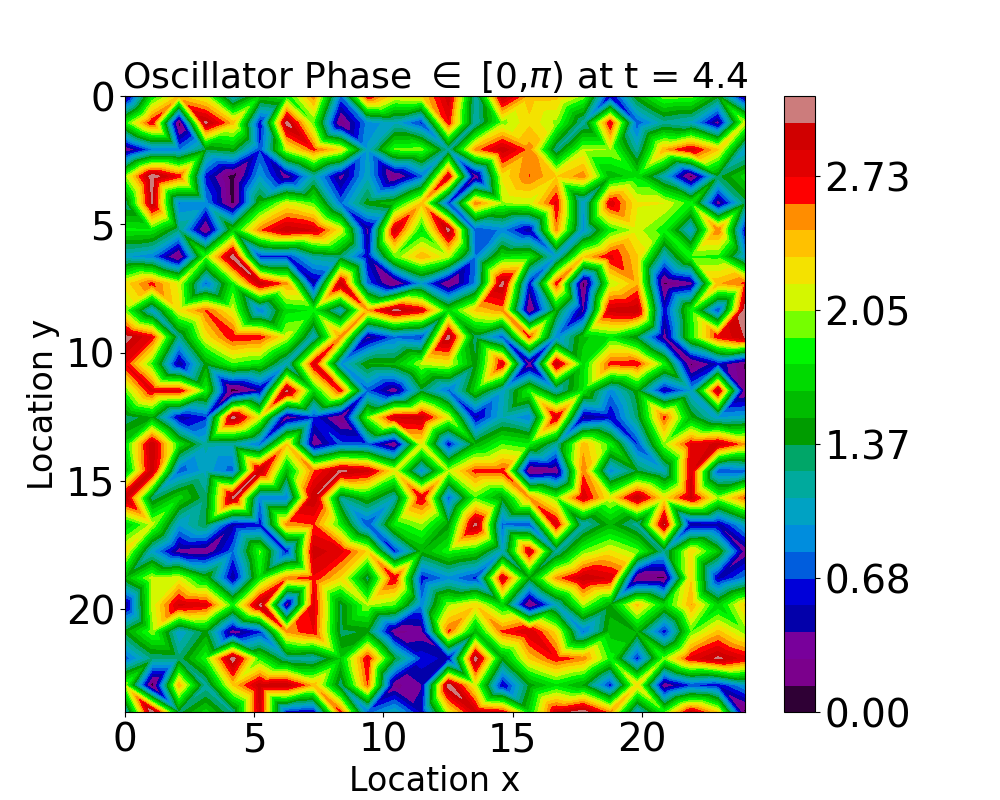 Oscillator Phase ∈ [0,π) at t = 4.4
0
5
10
15
20
Location y
0 5 10 15 20
Location x
2.73
2.05
1.37
0.68
0.00